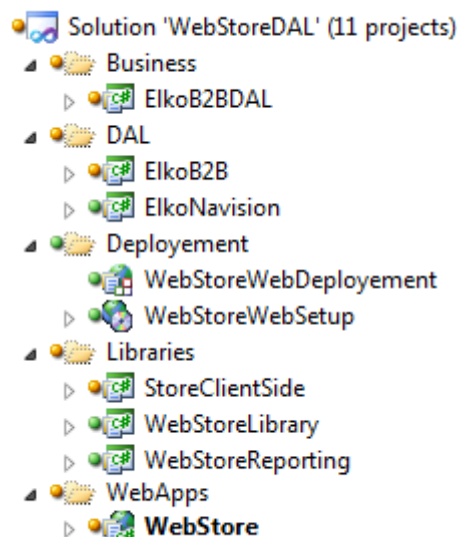 Solution 'WebStoreDAL' (11 projects)
Business
ElkoB2BDAL
DAL
ElkoB2B
ElkoNavision
Deployement
WebStoreWebDeployement
WebStoreWebSetup
Libraries
StoreClientSide
WebStoreLibrary
WebStoreReporting
WebApps
WebStore